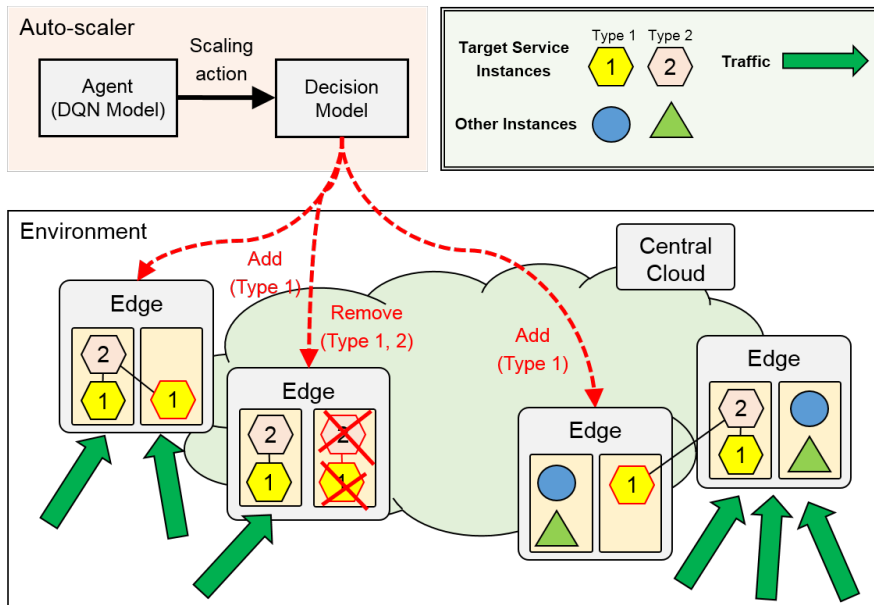 Auto-scaler
Agent
(DQN Model)
Scaling
action
Decision
Model
Target Service
Instances
Type 1
Type 2
1
2
Traffic
Other Instances
Environment
Central
Cloud
Add
(Type 1)
Remove
(Type 1, 2)
Add
(Type 1)
Edge
2
1
1
Edge
2
1
2
1
Edge
1
Edge
2
1